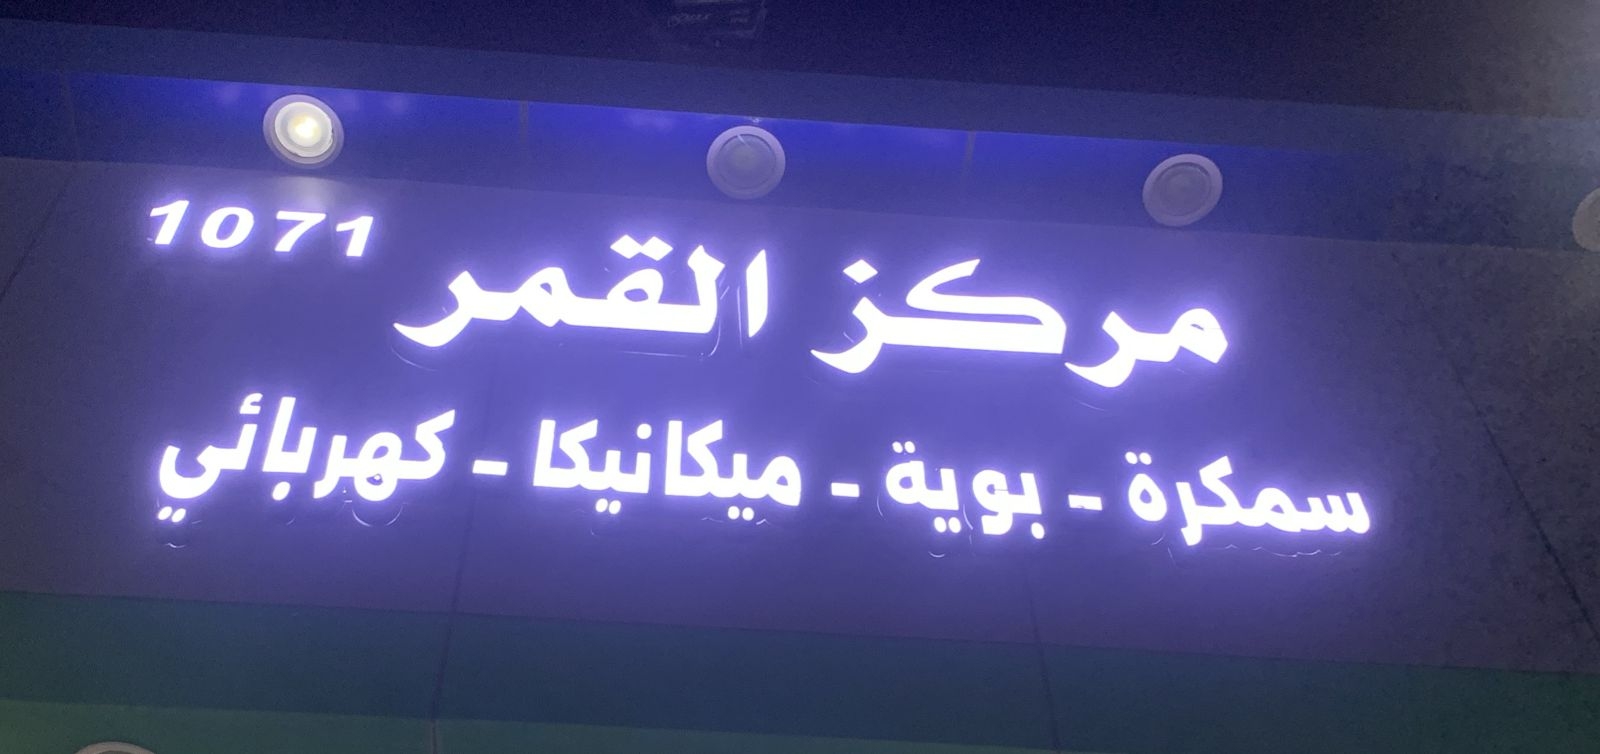 مركز القمر 1071
سمكرة - بوية - ميكانيكا - كهربائي